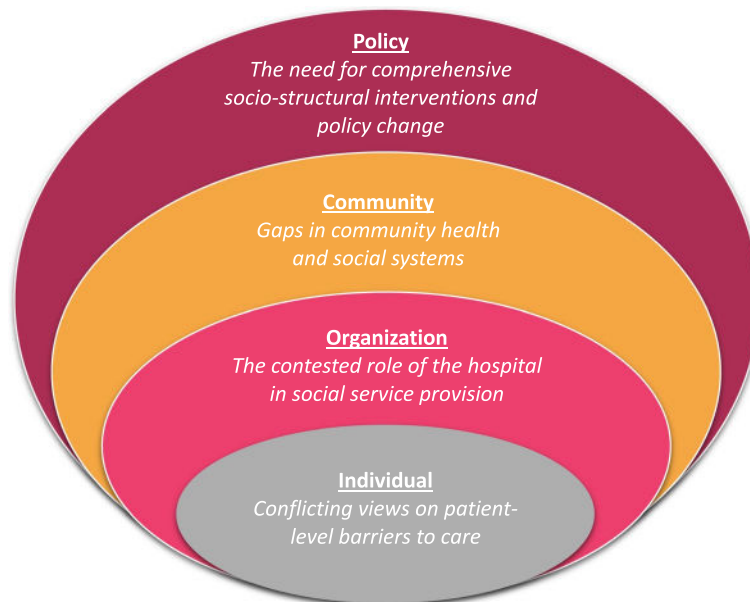 Policy
The need for comprehensive
socio-structural interventions and
policy change
Community
Gaps in community health
and social systems
Organization
The contested role of the hospital
in social service provision
Individual
Conflicting views on patient-
level barriers to care